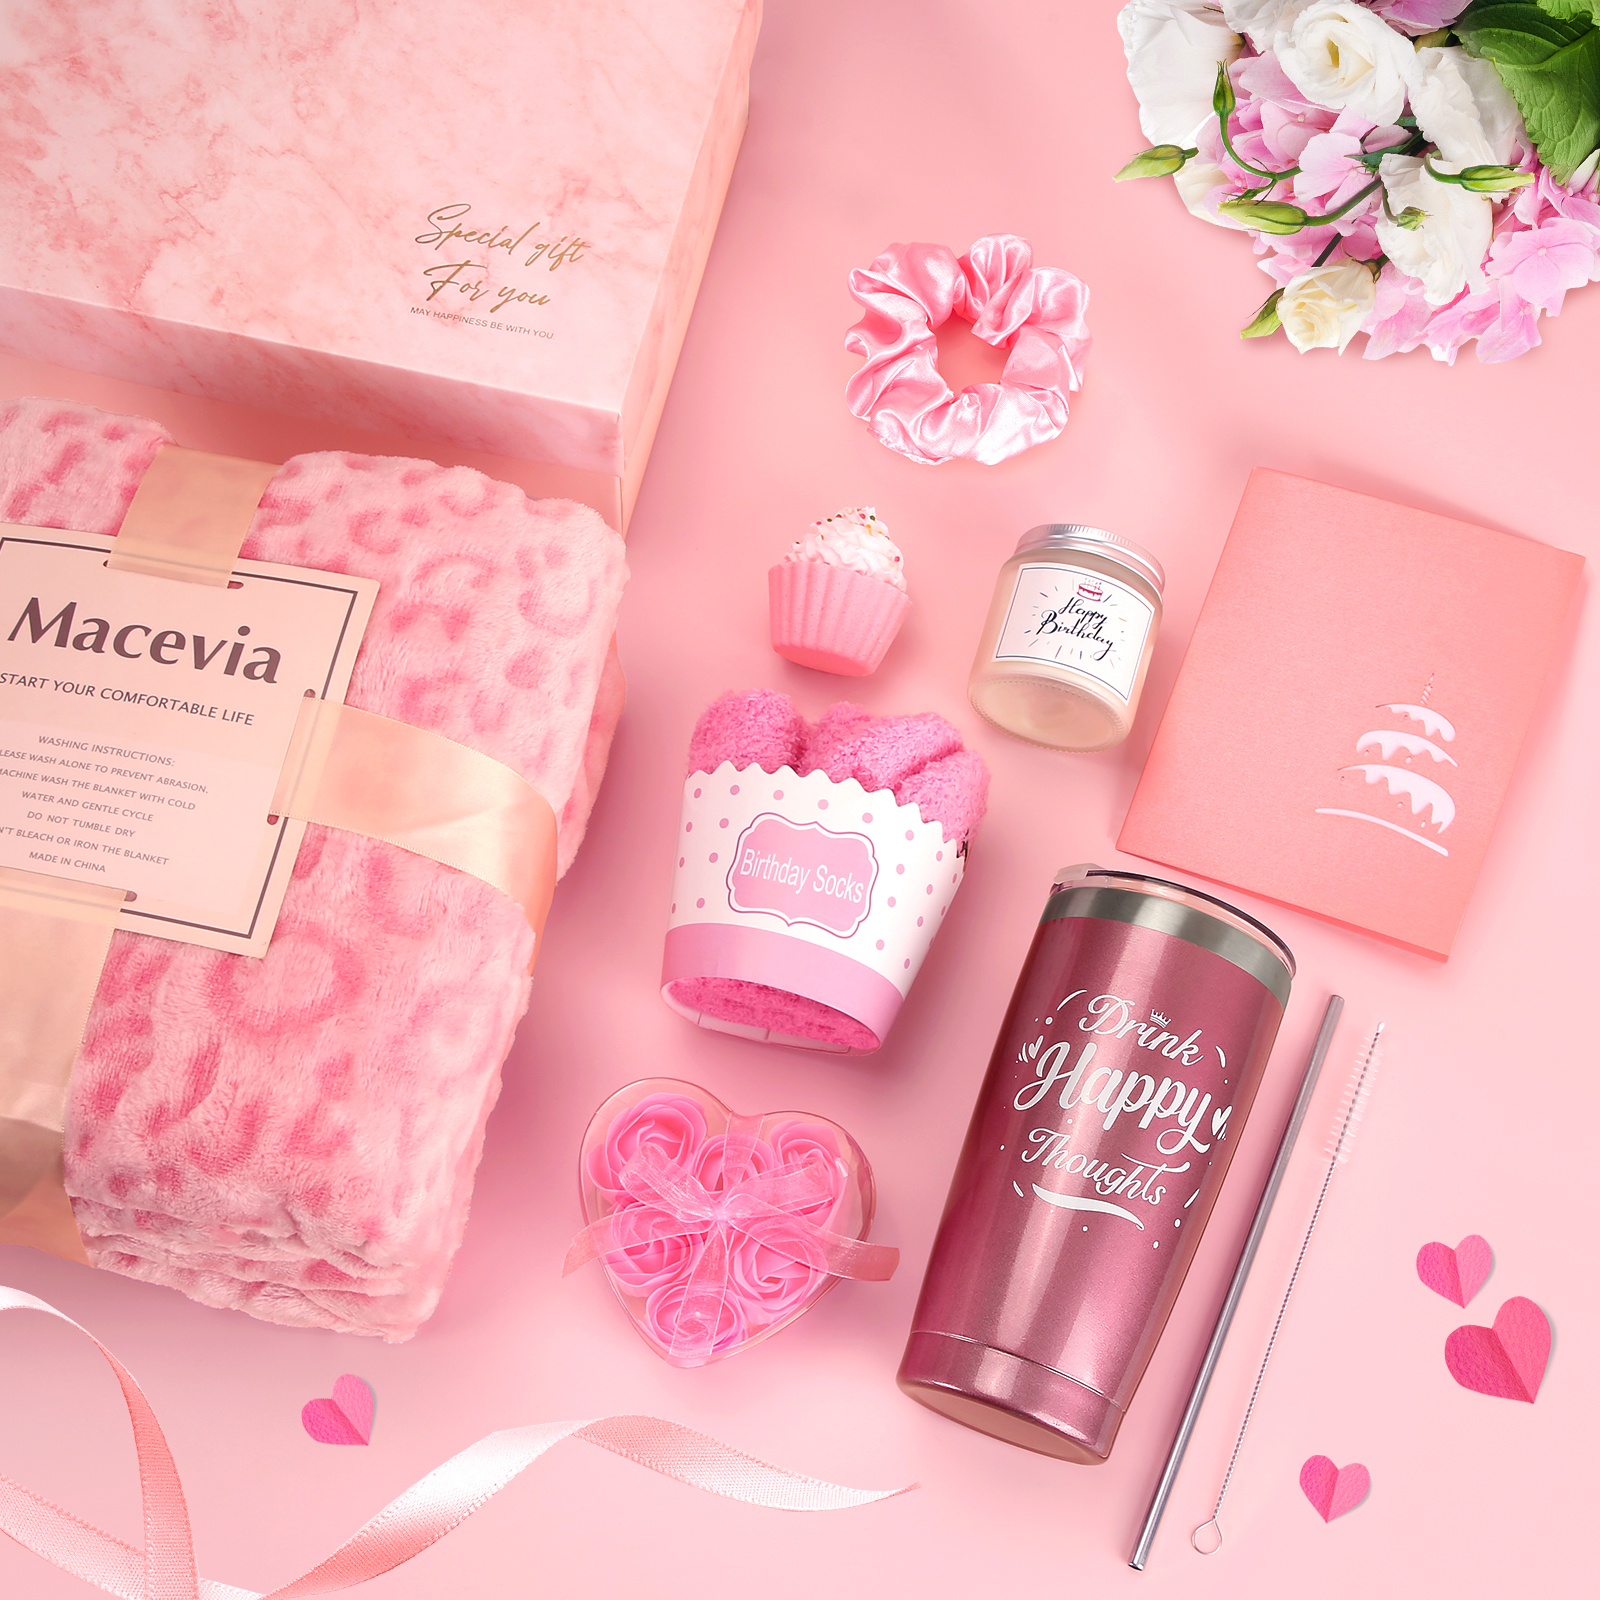 Special gift
For you
MAY HAPPINESS BE WITH YOU
Macevia
START YOUR COMFORTABLE LIFE
WASHING INSTRUCTIONS:
LEASE WASH ALONE TO PREVENT ABRASION.
MACHINE WASH THE BLANKET WITH COLD
WATER AND GENTLE CYCLE
DO NOT TUMBLE DRY
N'T BLEACH OR IRON THE BLANKET
MADE IN CHINA
Happy
Birthday
Birthday Socks
Drink
Happy
Thoughts